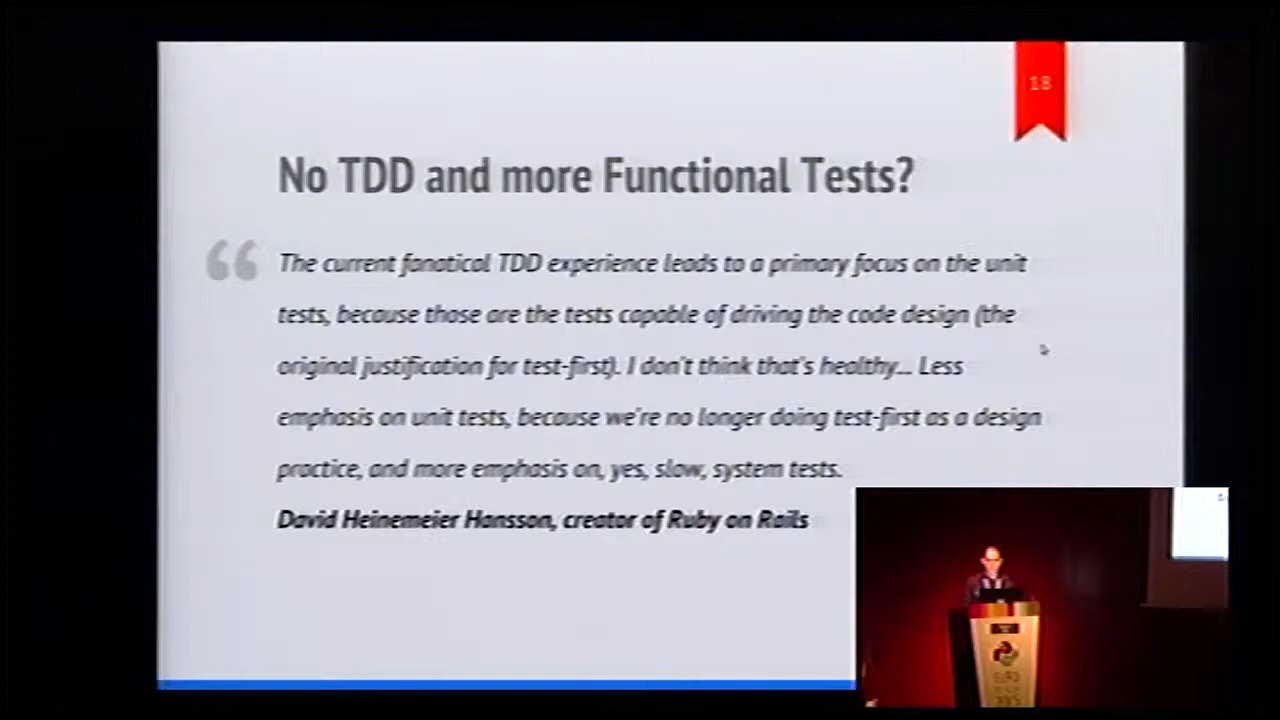 18
No TDD and more Functional Tests?
The current fanatical TDD experience leads to a primary focus on the unit
tests, because those are the tests capable of driving the code design (the
original justification for test-first). I don't think that's healthy... Less
emphasis on unit tests, because we're no longer doing test-first as a design
practice, and more emphasis on, yes, slow, system tests.
David Heinemeier Hansson, creator of Ruby on Rails